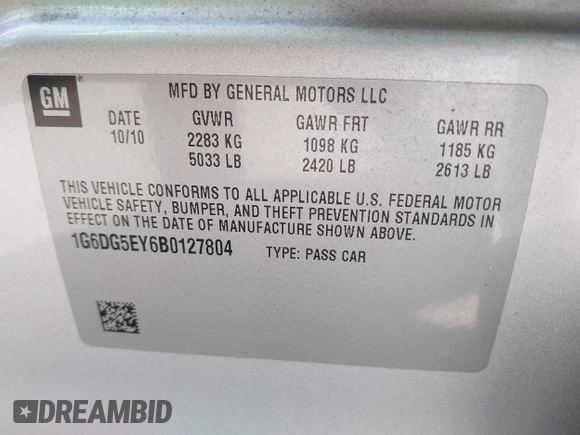 GM ®
MFD BY GENERAL MOTORS LLC
DATE GVWR GAWR FRT GAWR RR
10/10 2283 KG 1098 KG 1185 KG
5033 LB 2420 LB 2613 LB
THIS VEHICLE CONFORMS TO ALL APPLICABLE U.S. FEDERAL MOTOR
VEHICLE SAFETY, BUMPER, AND THEFT PREVENTION STANDARDS IN
EFFECT ON THE DATE OF MANUFACTURE SHOWN ABOVE.
1G6DG5EY6B0127804 TYPE: PASS CAR
DREAMBID